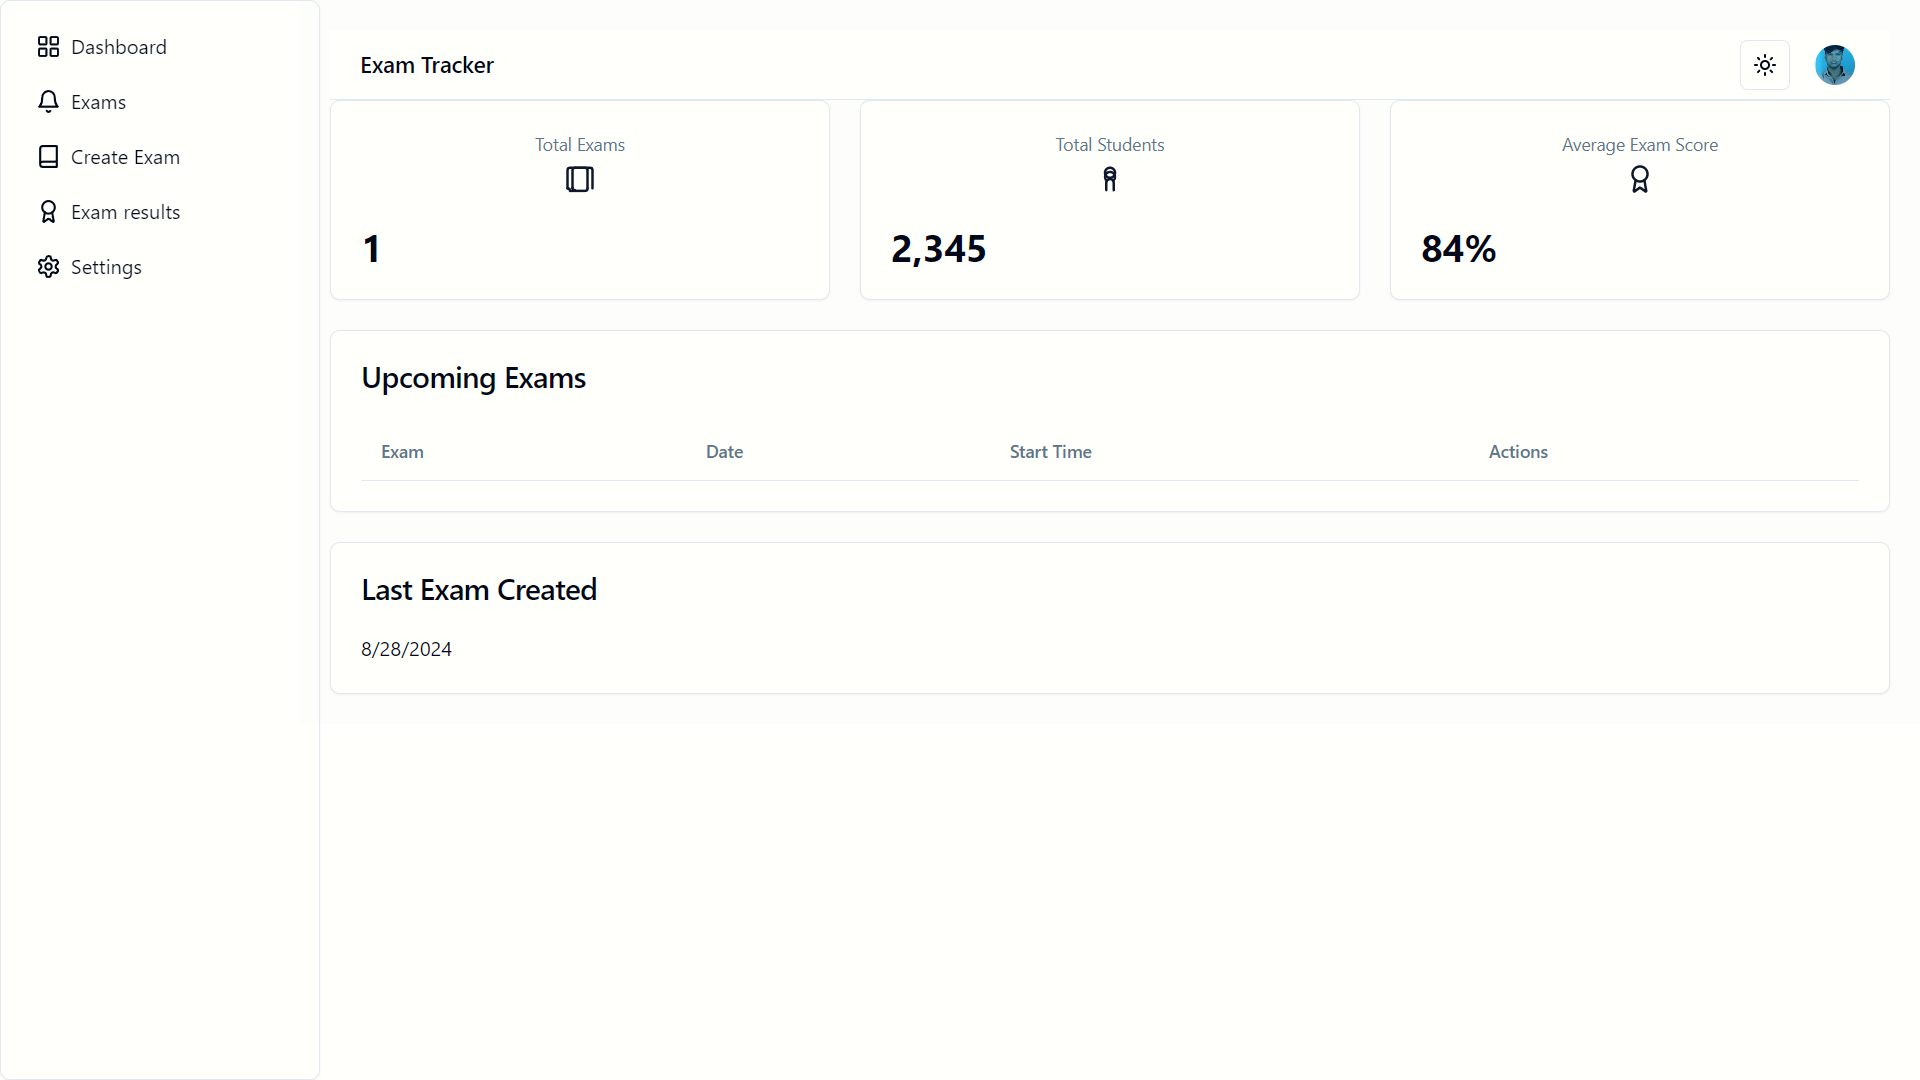 Dashboard
Exams
Create Exam
Exam results
Settings
Exam Tracker
Total Exams
1
Total Students
2,345
Average Exam Score
84%
Upcoming Exams
Exam Date Start Time Actions
Last Exam Created
8/28/2024